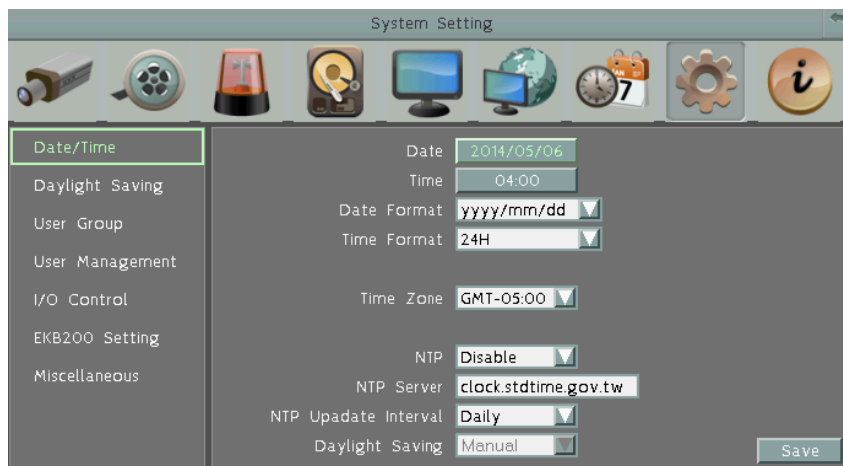 System Setting
7
i
Date/Time
Daylight Saving
User Group
User Management
I/O Control
EKB200 Setting
Miscellaneous
Date 2014/05/06
Time 04:00
Date Format yyyy/mm/dd
Time Format 24H
Time Zone GMT-05:00
NTP Disable
NTP Server clock.stdtime.gov.tw
NTP Upadate Interval Daily
Daylight Saving Manual
Save